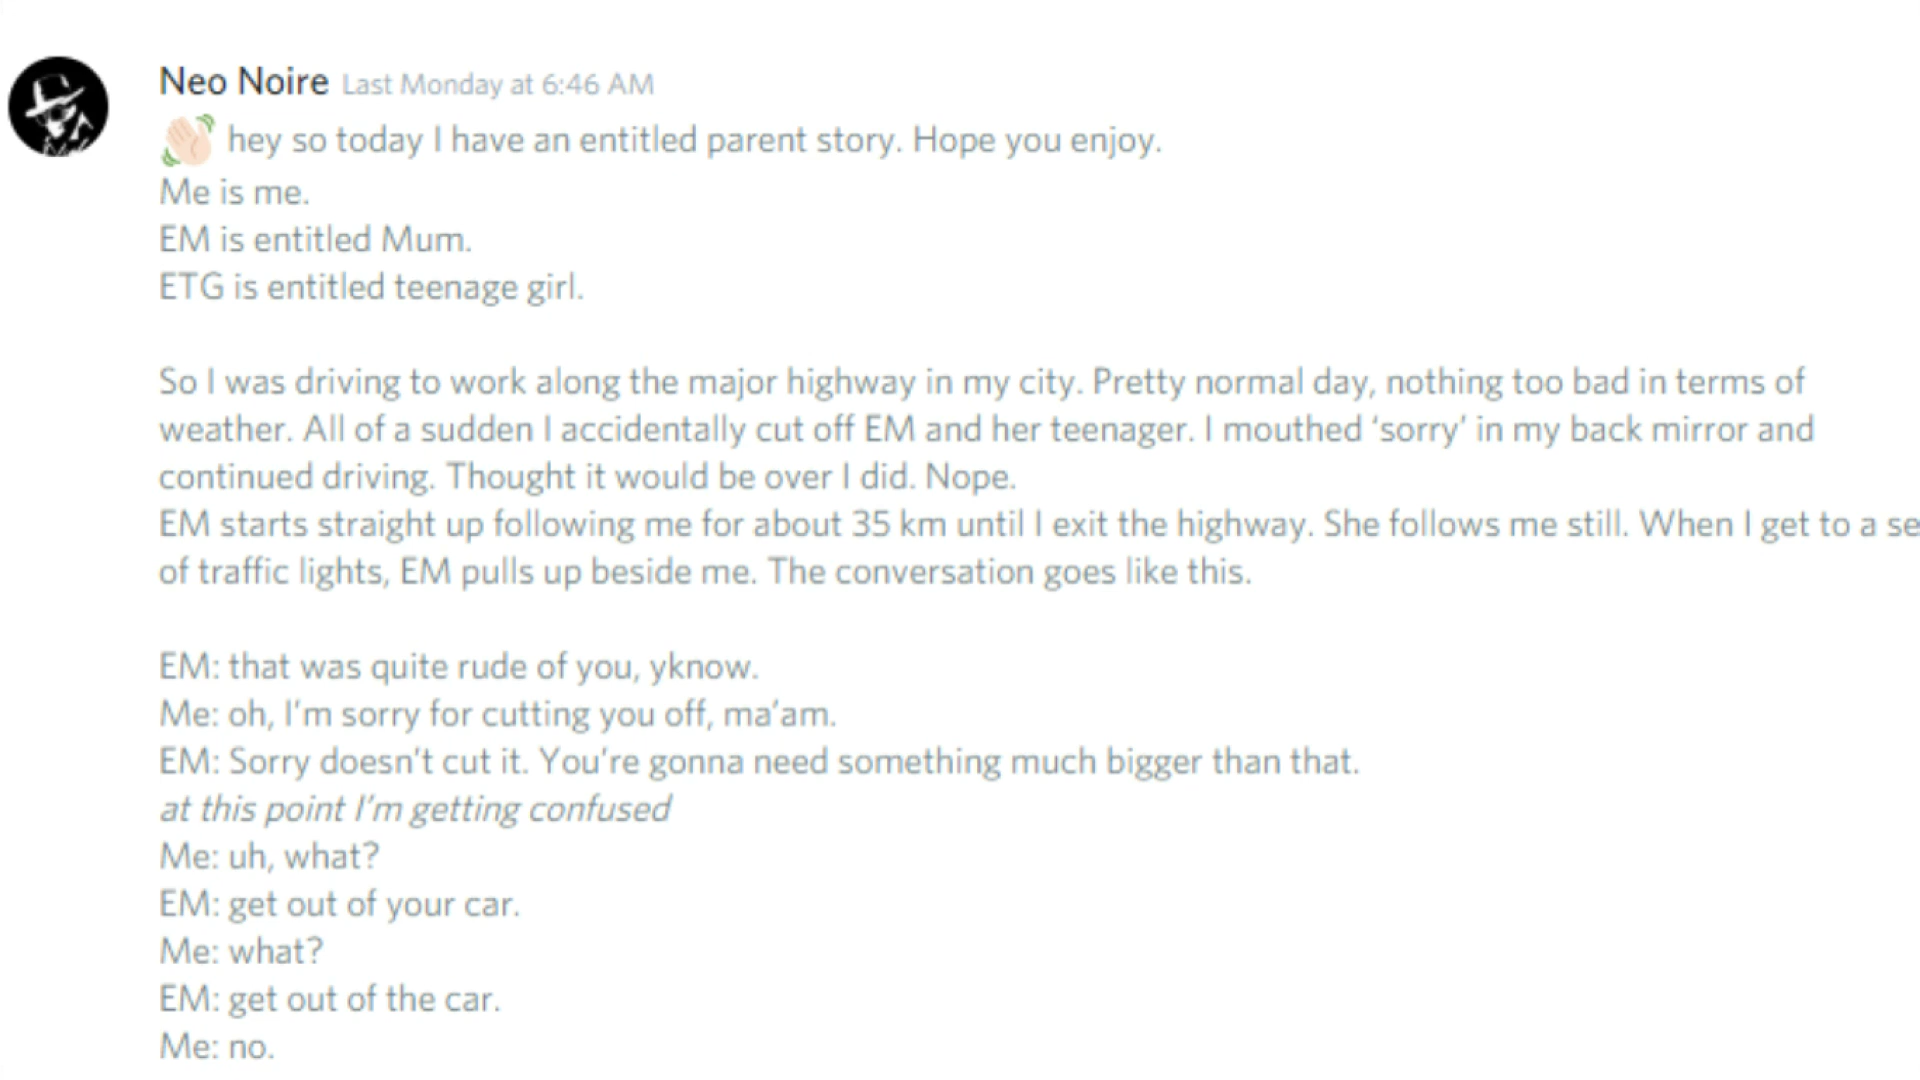 Neo Noire Last Monday at 6:46 AM
👋🏻 hey so today I have an entitled parent story. Hope you enjoy.
Me is me.
EM is entitled Mum.
ETG is entitled teenage girl.
So I was driving to work along the major highway in my city. Pretty normal day, nothing too bad in terms of
weather. All of a sudden I accidentally cut off EM and her teenager. I mouthed ‘sorry’ in my back mirror and
continued driving. Thought it would be over I did. Nope.
EM starts straight up following me for about 35 km until I exit the highway. She follows me still. When I get to a se
of traffic lights, EM pulls up beside me. The conversation goes like this.
EM: that was quite rude of you, yknow.
Me: oh, I’m sorry for cutting you off, ma’am.
EM: Sorry doesn’t cut it. You’re gonna need something much bigger than that.
at this point I’m getting confused
Me: uh, what?
EM: get out of your car.
Me: what?
EM: get out of the car.
Me: no.